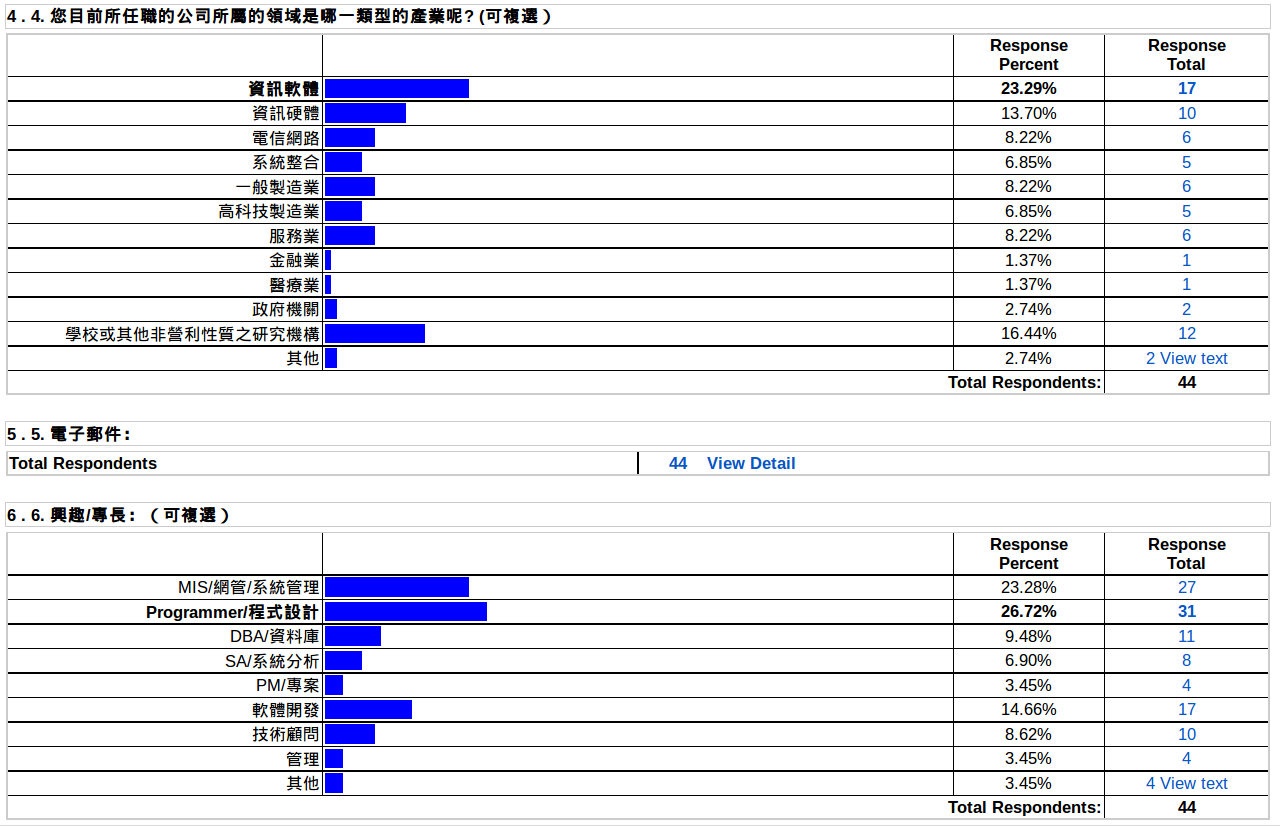 4 . 4. 您目前所任職的公司所屬的領域是哪一類型的產業呢? (可複選 )
Response Percent Response Total
資訊軟體 23.29% 17
資訊硬體 13.70% 10
電信網路 8.22% 6
系統整合 6.85% 5
一般製造業 8.22% 6
高科技製造業 6.85% 5
服務業 8.22% 6
金融業 1.37% 1
醫療業 1.37% 1
政府機關 2.74% 2
學校或其他非營利性質之研究機構 16.44% 12
其他 2.74% 2 View text
Total Respondents: 44
5 . 5. 電子郵件:
Total Respondents 44 View Detail
6 . 6. 興趣/專長: ( 可複選 )
Response Percent Response Total
MIS/網管/系統管理 23.28% 27
Programmer/程式設計 26.72% 31
DBA/資料庫 9.48% 11
SA/系統分析 6.90% 8
PM/專案 3.45% 4
軟體開發 14.66% 17
技術顧問 8.62% 10
管理 3.45% 4
其他 3.45% 4 View text
Total Respondents: 44